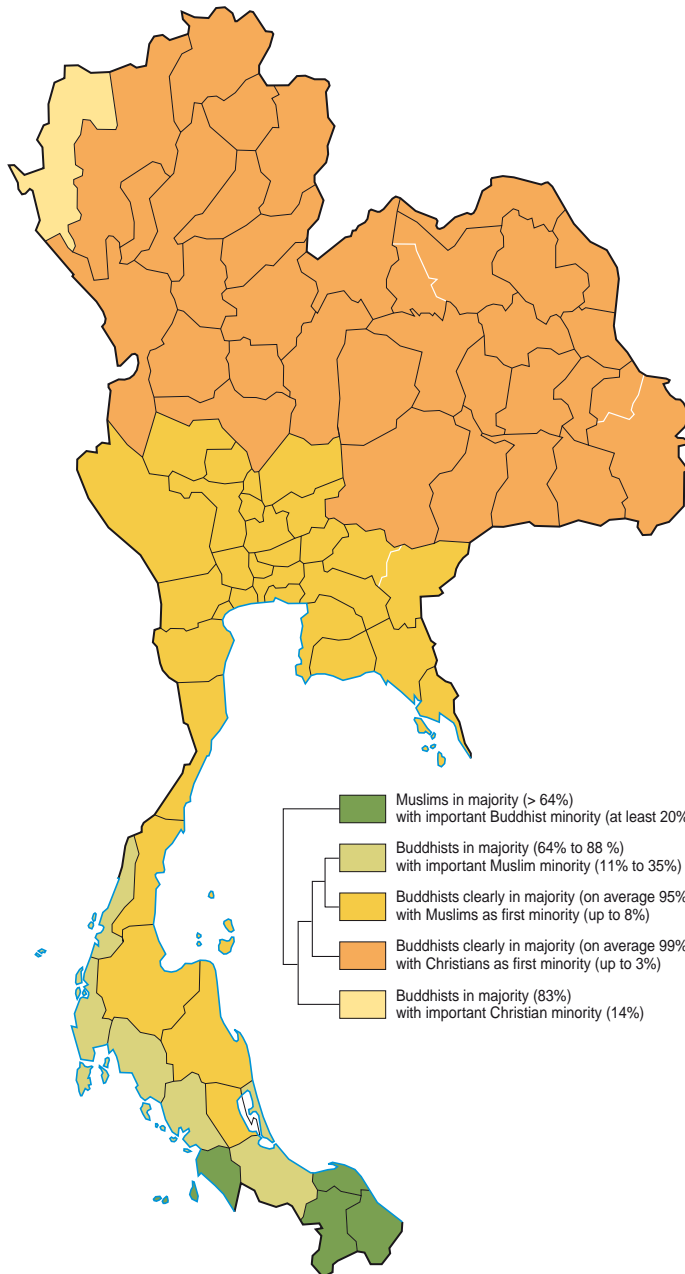 Muslims in majority (> 64%)
with important Buddhist minority (at least 20%
Buddhists in majority (64% to 88 %)
with important Muslim minority (11% to 35%)
Buddhists clearly in majority (on average 95%
with Muslims as first minority (up to 8%)
Buddhists clearly in majority (on average 99%
with Christians as first minority (up to 3%)
Buddhists in majority (83%)
with important Christian minority (14%)